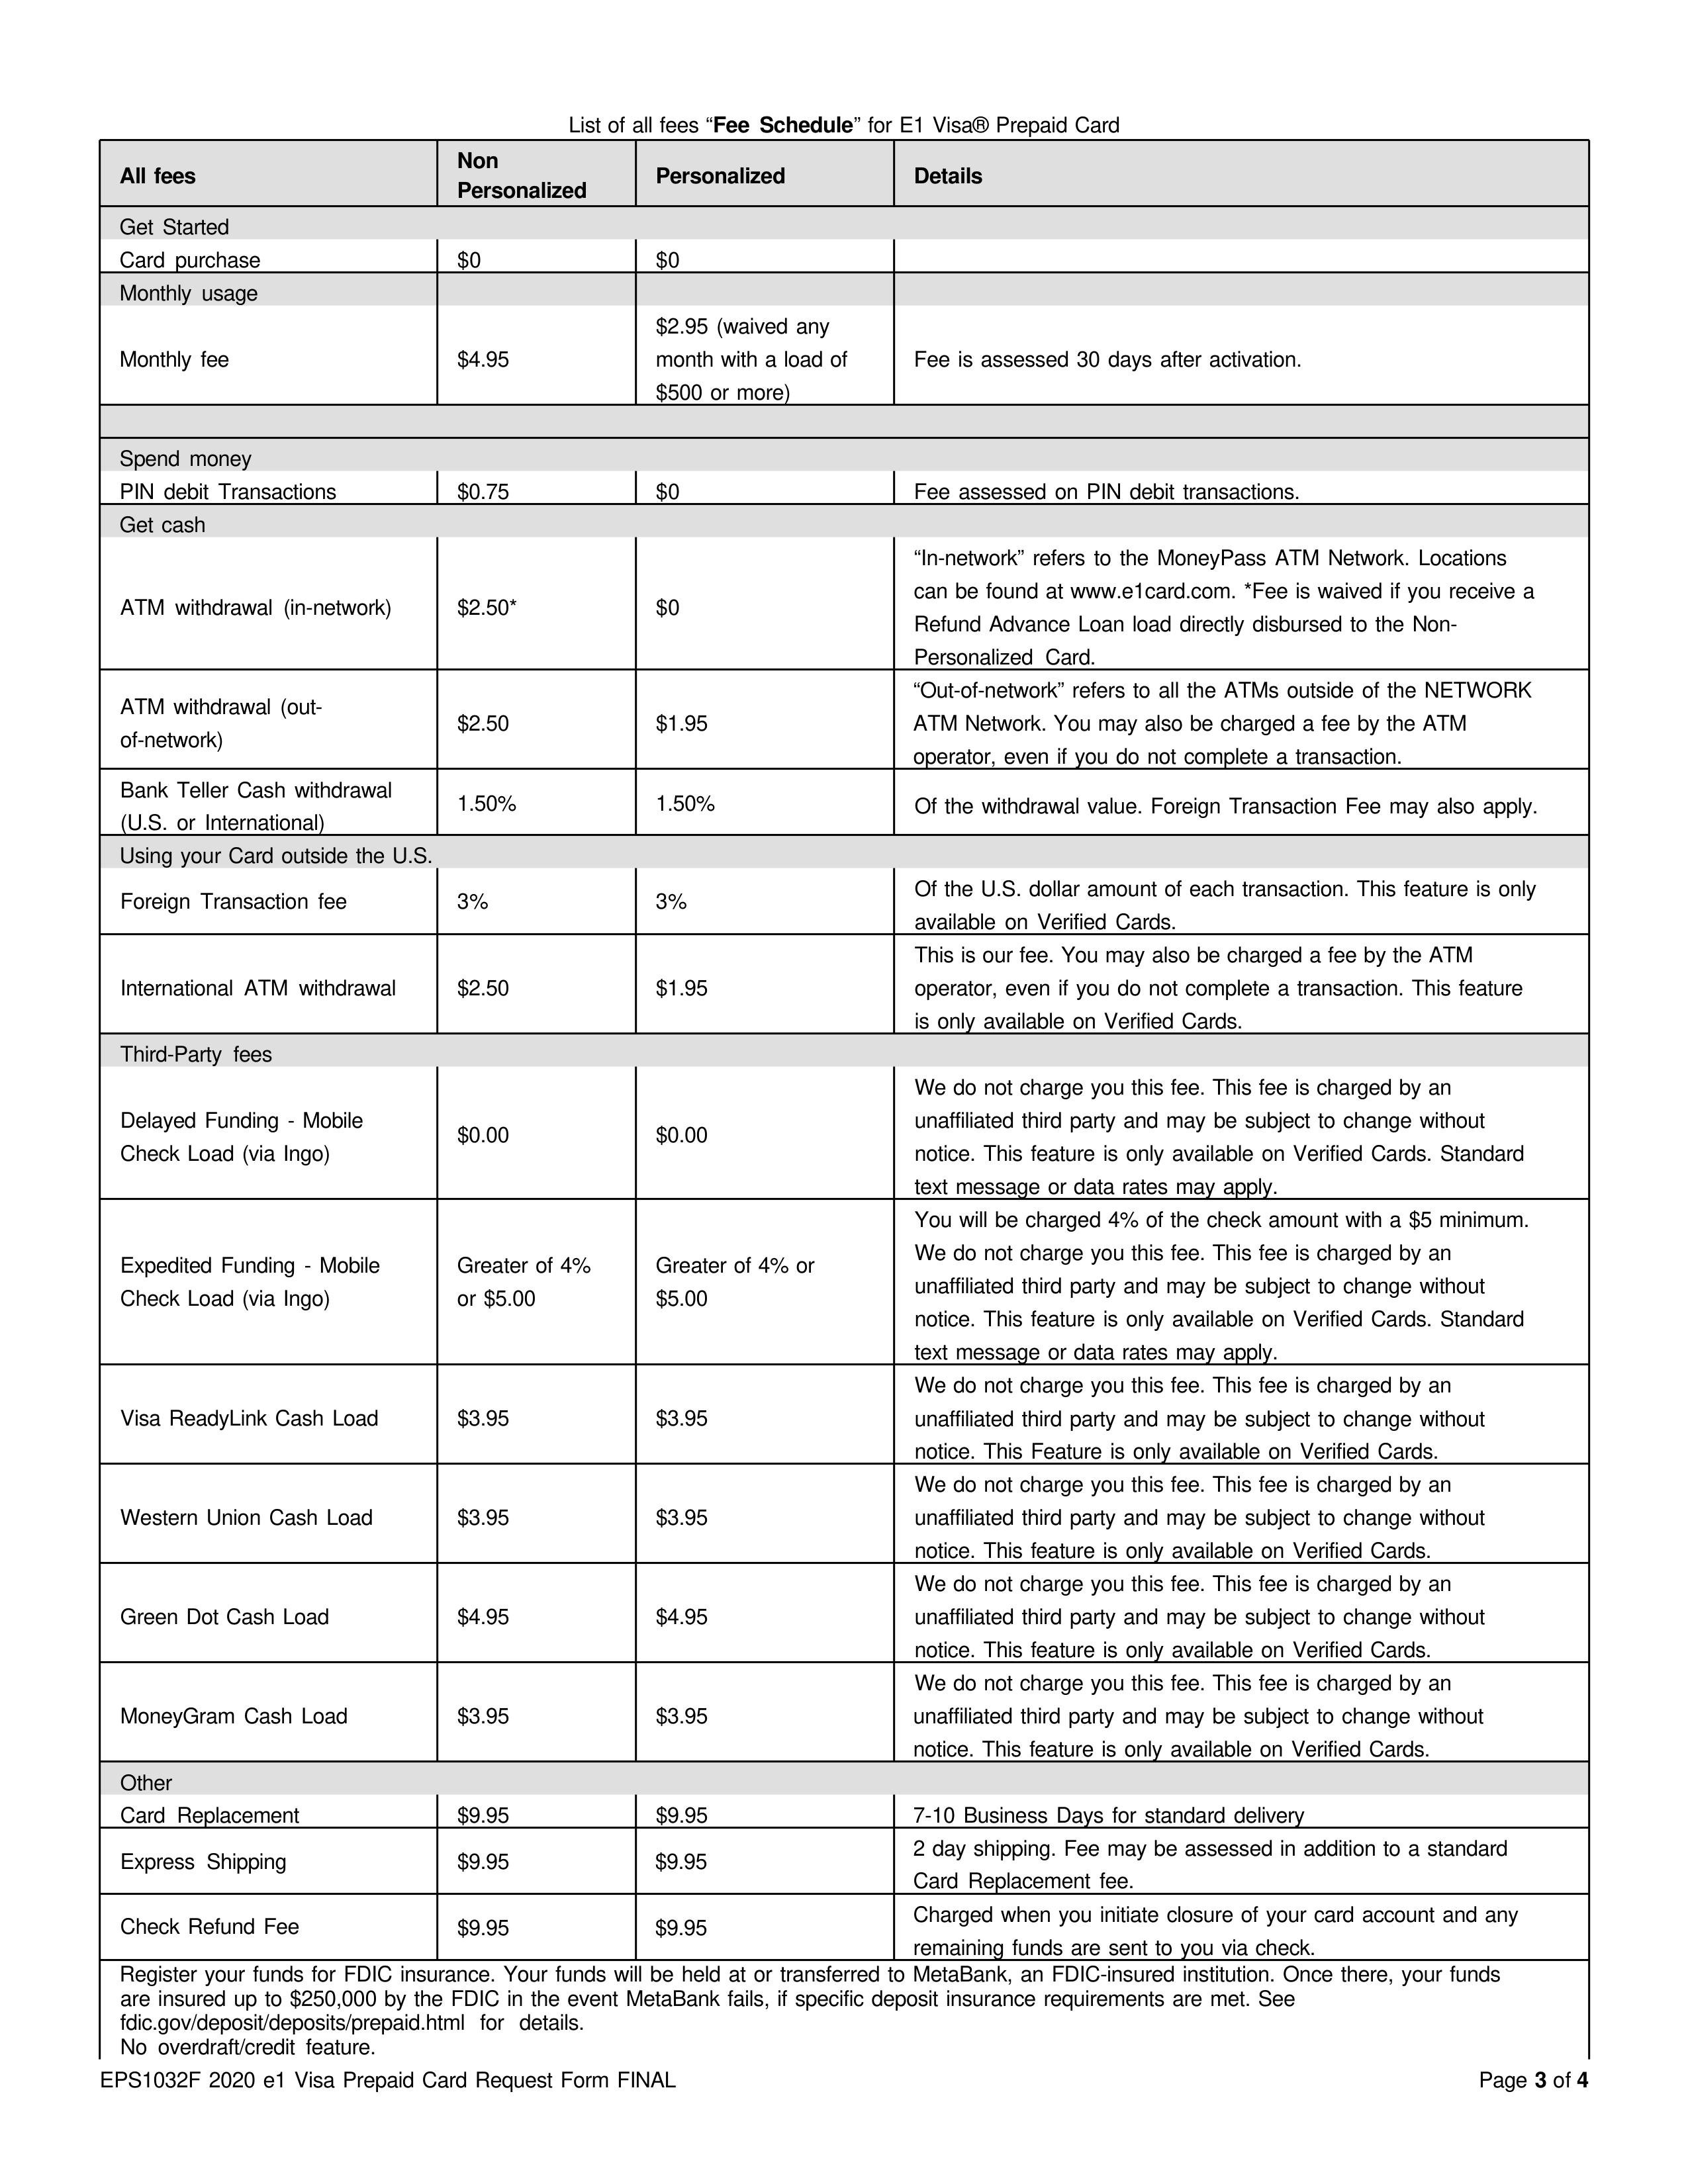 List of all fees “Fee Schedule” for E1 Visa® Prepaid Card
All fees
Non
Personalized
Personalized
Details
Get Started
Card purchase $0 $0
Monthly usage
Monthly fee
$4.95
$2.95 (waived any
month with a load of
$500 or more)
Fee is assessed 30 days after activation.
Spend money
PIN debit Transactions $0.75 $0 Fee assessed on PIN debit transactions.
Get cash
ATM withdrawal (in-network)
$2.50*
$0
“In-network” refers to the MoneyPass ATM Network. Locations
can be found at www.e1card.com. *Fee is waived if you receive a
Refund Advance Loan load directly disbursed to the Non-
Personalized Card.
ATM withdrawal (out-
of-network)
$2.50
$1.95
“Out-of-network” refers to all the ATMs outside of the NETWORK
ATM Network. You may also be charged a fee by the ATM
operator, even if you do not complete a transaction.
Bank Teller Cash withdrawal
(U.S. or International)
1.50%
1.50%
Of the withdrawal value. Foreign Transaction Fee may also apply.
Using your Card outside the U.S.
Foreign Transaction fee
3%
3%
Of the U.S. dollar amount of each transaction. This feature is only
available on Verified Cards.
International ATM withdrawal
$2.50
$1.95
This is our fee. You may also be charged a fee by the ATM
operator, even if you do not complete a transaction. This feature
is only available on Verified Cards.
Third-Party fees
Delayed Funding - Mobile
Check Load (via Ingo)
$0.00
$0.00
We do not charge you this fee. This fee is charged by an
unaffiliated third party and may be subject to change without
notice. This feature is only available on Verified Cards. Standard
text message or data rates may apply.
Expedited Funding - Mobile
Check Load (via Ingo)
Greater of 4%
or $5.00
Greater of 4% or
$5.00
You will be charged 4% of the check amount with a $5 minimum.
We do not charge you this fee. This fee is charged by an
unaffiliated third party and may be subject to change without
notice. This feature is only available on Verified Cards. Standard
text message or data rates may apply.
Visa ReadyLink Cash Load
$3.95
$3.95
We do not charge you this fee. This fee is charged by an
unaffiliated third party and may be subject to change without
notice. This Feature is only available on Verified Cards.
Western Union Cash Load
$3.95
$3.95
We do not charge you this fee. This fee is charged by an
unaffiliated third party and may be subject to change without
notice. This feature is only available on Verified Cards.
Green Dot Cash Load
$4.95
$4.95
We do not charge you this fee. This fee is charged by an
unaffiliated third party and may be subject to change without
notice. This feature is only available on Verified Cards.
MoneyGram Cash Load
$3.95
$3.95
We do not charge you this fee. This fee is charged by an
unaffiliated third party and may be subject to change without
notice. This feature is only available on Verified Cards.
Other
Card Replacement $9.95 $9.95 7-10 Business Days for standard delivery
Express Shipping
$9.95
$9.95
2 day shipping. Fee may be assessed in addition to a standard
Card Replacement fee.
Check Refund Fee
$9.95
$9.95
Charged when you initiate closure of your card account and any
remaining funds are sent to you via check.
Register your funds for FDIC insurance. Your funds will be held at or transferred to MetaBank, an FDIC-insured institution. Once there, your funds
are insured up to $250,000 by the FDIC in the event MetaBank fails, if specific deposit insurance requirements are met. See
fdic.gov/deposit/deposits/prepaid.html for details.
No overdraft/credit feature.
EPS1032F 2020 e1 Visa Prepaid Card Request Form FINAL Page 3 of 4